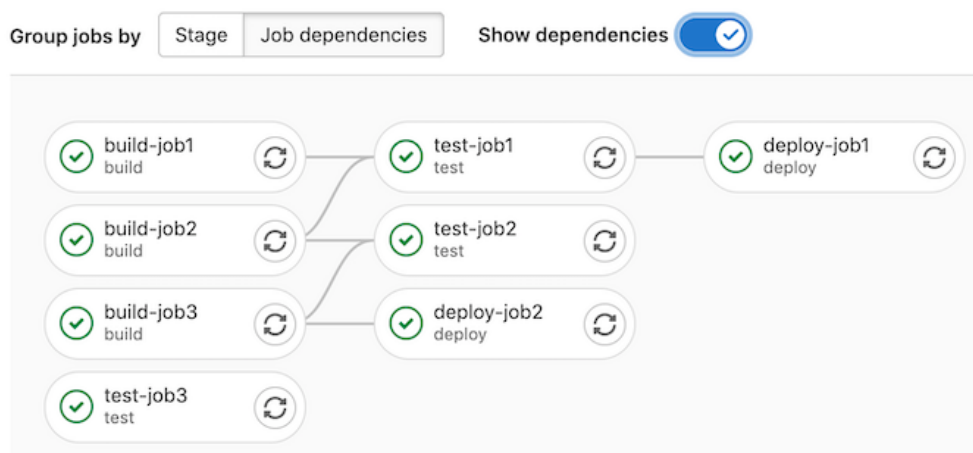 Group jobs by Stage Job dependencies Show dependencies
build-job1 test-job1 deploy-job1
build test deploy
build-job2 test-job2
build test
build-job3 deploy-job2
build deploy
test-job3
test